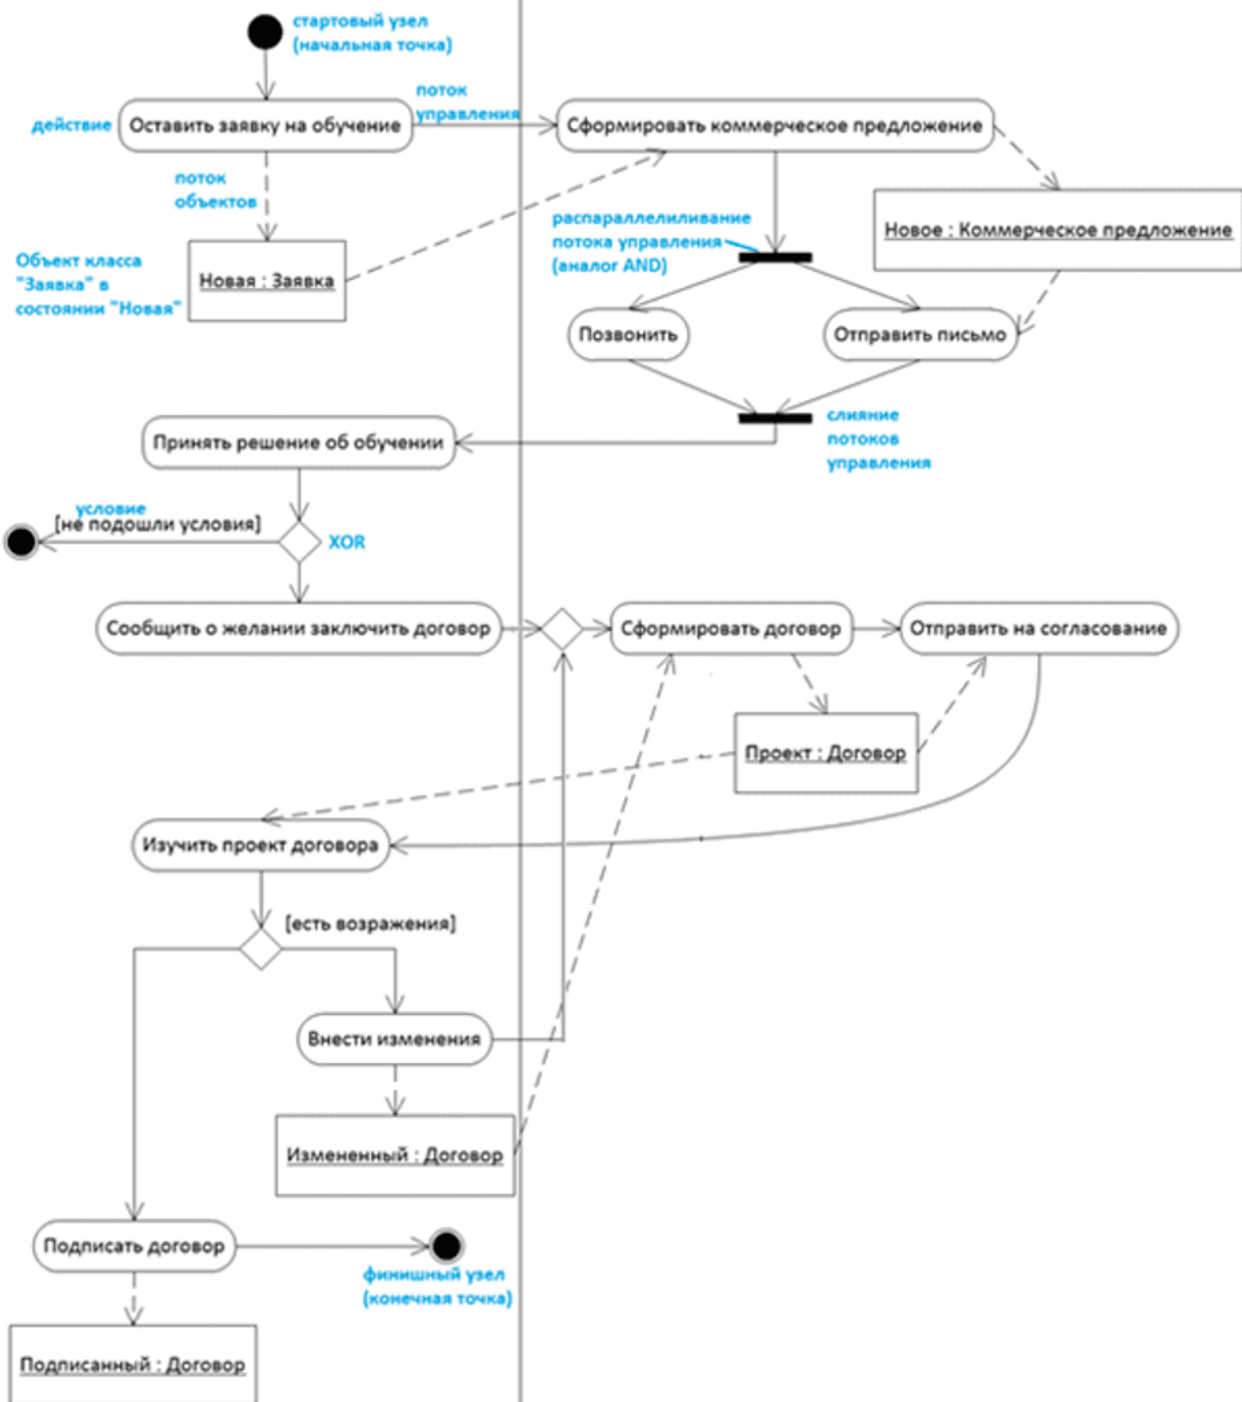 стартовый узел
(начальная точка)
поток
управления
действие
Оставить заявку на обучение
Сформировать коммерческое предложение
поток
объектов
Новая : Заявка
Объект класса
"Заявка" в
состоянии "Новая"
распараллеливание
потока управления
(аналог AND)
Новое : Коммерческое предложение
Позвонить
Отправить письмо
слияние
потоков
управления
Принять решение об обучении
условие
[не подошли условия]
XOR
Сообщить о желании заключить договор
Сформировать договор
Отправить на согласование
Проект : Договор
Изучить проект договора
[есть возражения]
Внести изменения
Измененный : Договор
Подписать договор
финишный узел
(конечная точка)
Подписанный : Договор